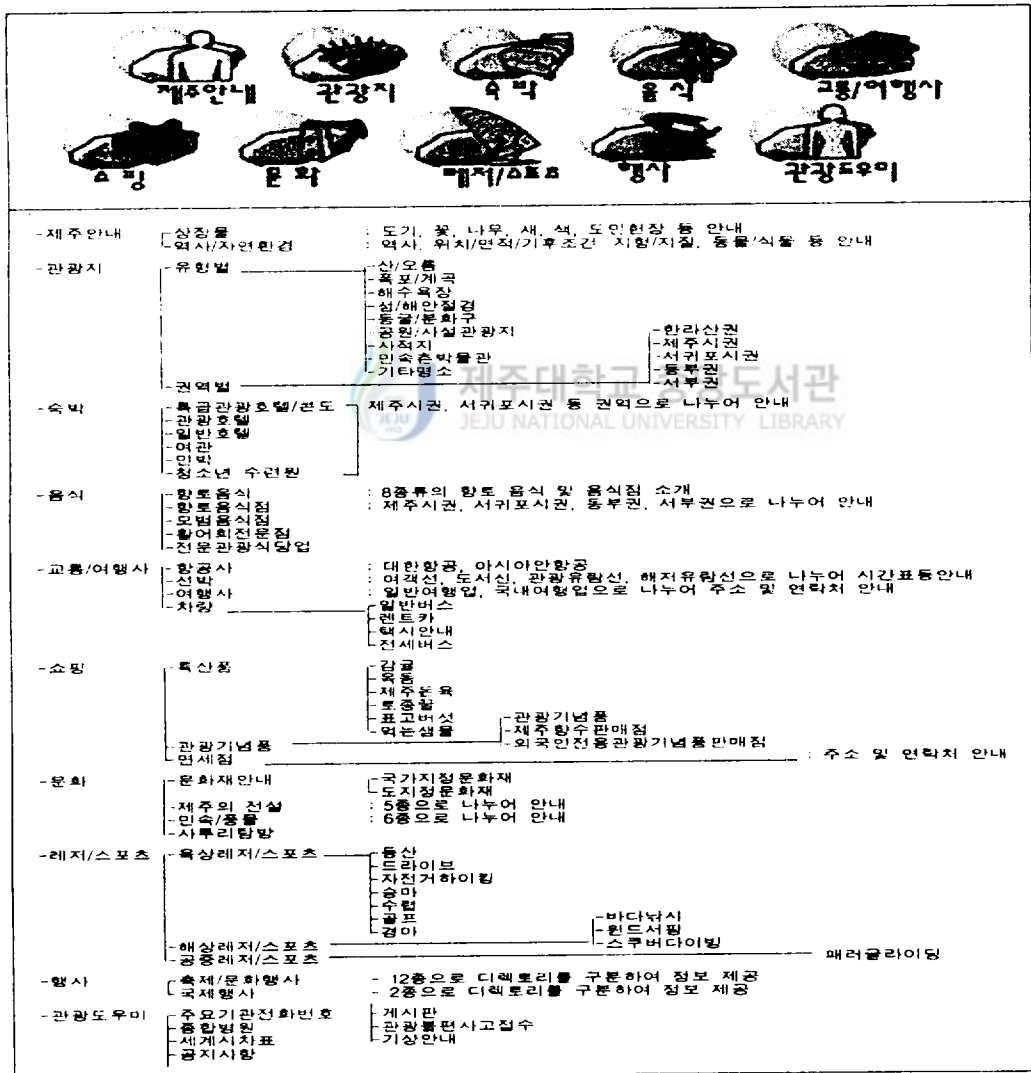 제주안내 관광지 숙박 음식 교통/여행사
쇼핑 문화 레저/스포츠 행사 관광도우미
-제주안내 -상징물 : 도기, 꽃, 나무, 새, 색, 도민헌장 등 안내
-역사/자연환경 : 역사, 위치/면적/기후조건 지형/지질, 동물/식물 등 안내
-관광지 -유형별 -산/오름
-폭포/계곡
-해수욕장
-섬/해안절경
-동굴/분화구
-공원/사설관광지 -한라산권
-사적지 -제주시권
-민속촌박물관 -서귀포시권
-기타명소 -동부권
-권역별 -서부권
제주대학교 중앙도서관
JEJU NATIONAL UNIVERSITY LIBRARY
JEJU
1952
-숙박 -특급관광호텔/콘도 제주시권, 서귀포시권 등 권역으로 나누어 안내
-관광호텔
-일반호텔
-여관
-민박
-청소년 수련원
-음식 -향토음식 : 8종류의 향토 음식 및 음식점 소개
-향토음식점 : 제주시권, 서귀포시권, 동부권, 서부권으로 나누어 안내
-모범음식점
-활어회전문점
-전문관광식당업
-교통/여행사 -항공사 : 대한항공, 아시아안항공
-선박 : 여객선, 도서선, 관광유람선, 해저유람선으로 나누어 시간표등안내
-여행사 : 일반여행업, 국내여행업으로 나누어 주소 및 연락처 안내
-차량 -일반버스
-렌트카
-택시안내
-전세버스
-쇼핑 -특산품 -감귤
-옥돔
-제주돈육
-토종꿀
-표고버섯 -관광기념품
-먹는샘물 -제주향수판매점
-관광기념품 -외국인전용관광기념품판매점
-면세점 : 주소 및 연락처 안내
-문화 -문화재안내 -국가지정문화재
-도지정문화재
-제주의 전설 : 5종으로 나누어 안내
-민속/풍물 : 6종으로 나누어 안내
-사투리탐방
-레저/스포츠 -육상레저/스포츠 -등산
-드라이브
-자전거하이킹
-승마
-수렵
-골프 -바다낚시
-경마 -윈드서핑
-해상레저/스포츠 -스쿠버다이빙
-공중레저/스포츠 패러글라이딩
-행사 -축제/문화행사 - 12종으로 디렉토리를 구분하여 정보 제공
-국제행사 - 2종으로 디렉토리를 구분하여 정보 제공
-관광도우미 -주요기관전화번호 -게시판
-종합병원 -관광불편사고접수
-세계시차표 -기상안내
-공지사항